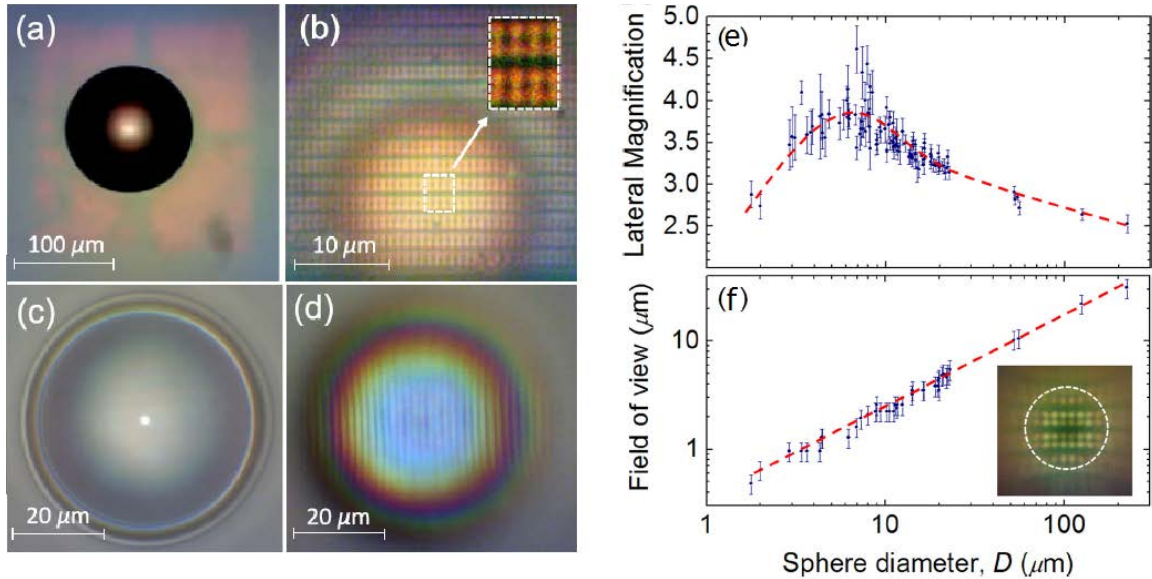 (a)
100 μm
(b)
10 μm
(c)
20 μm
(d)
20 μm
(e)
Lateral Magnification
5.0
4.5
4.0
3.5
3.0
2.5
(f)
Field of view (μm)
10
1
1 10 100
Sphere diameter, D (μm)